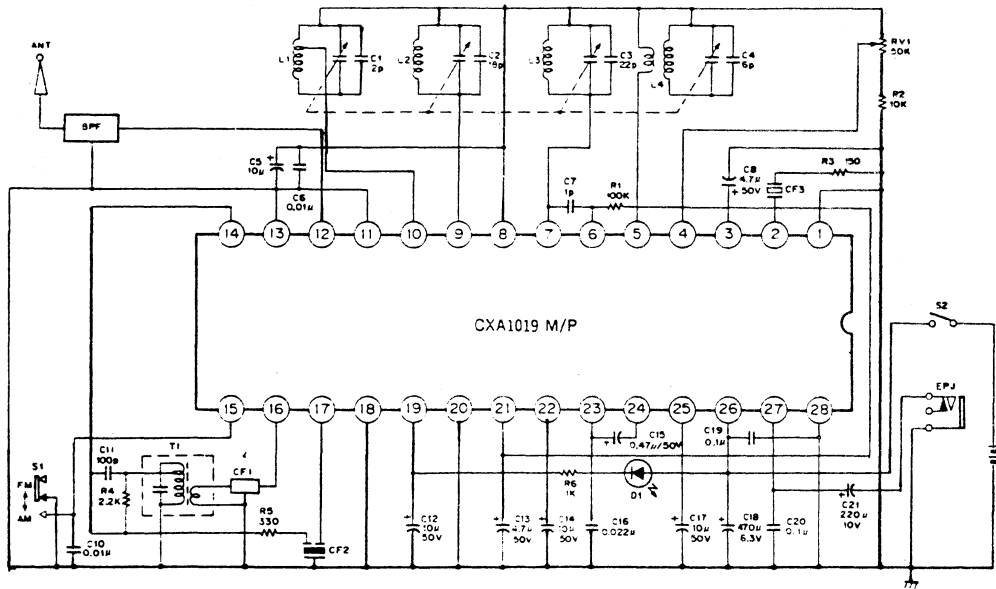 ANT
BPF
L1
C1
2p
L2
C2
18p
L3
C3
22p
L4
C4
6p
RV1
50K
R2
10K
C5
10μ
C6
0.01μ
C7
1p
R1
100K
C8
4.7μ
50V
R3 150
CF3
14 13 12 11 10 9 8 7 6 5 4 3 2 1
CXA1019 M/P
15 16 17 18 19 20 21 22 23 24 25 26 27 28
S2
EPJ
S1
FM
AM
C11
100p
R4
2.2K
T1
CF1
R5
330
CF2
C10
0.01μ
C12
10μ
50V
C13
4.7μ
50V
C14
10μ
50V
C15
0.47μ/50V
R6
1K
D1
C16
0.022μ
C17
10μ
50V
C18
470μ
6.3V
C19
0.1μ
C20
0.1μ
C21
220μ
10V